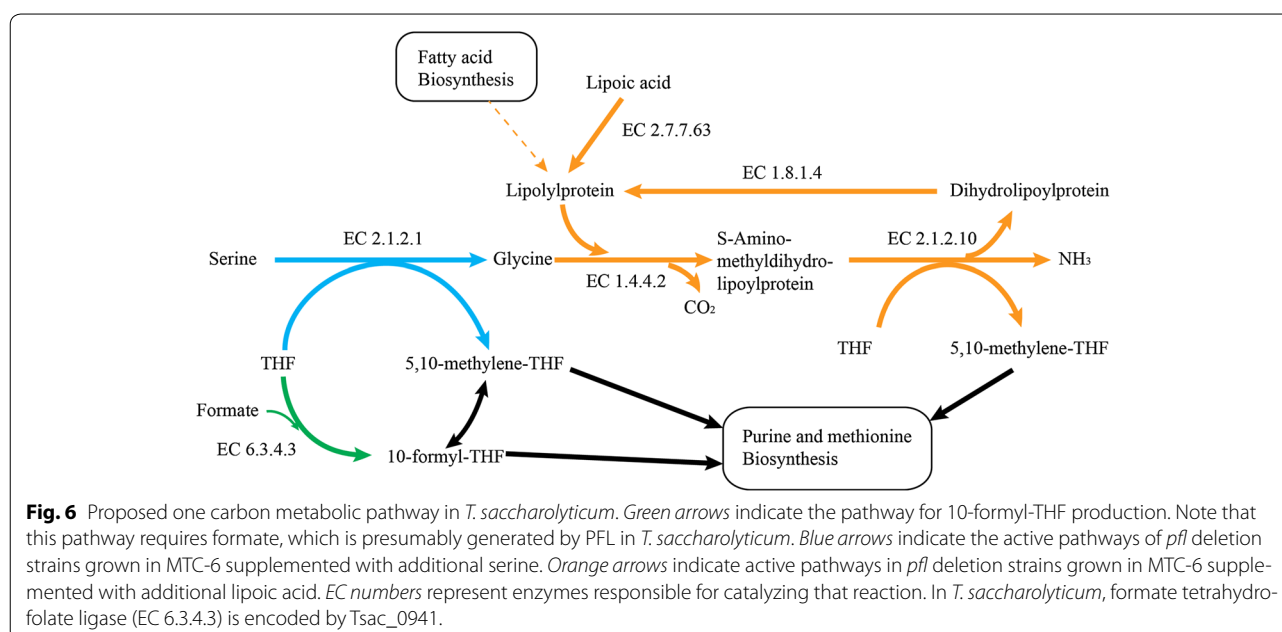 Fatty acid
Biosynthesis
Lipoic acid
EC 2.7.7.63
Lipolylprotein
EC 1.8.1.4
Dihydrolipoylprotein
Serine
EC 2.1.2.1
Glycine
EC 1.4.4.2
CO₂
S-Amino-
methyldihydro-
lipoylprotein
EC 2.1.2.10
NH₃
THF
5,10-methylene-THF
THF
5,10-methylene-THF
Formate
EC 6.3.4.3
10-formyl-THF
Purine and methionine
Biosynthesis
Fig. 6 Proposed one carbon metabolic pathway in T. saccharolyticum. Green arrows indicate the pathway for 10-formyl-THF production. Note that
this pathway requires formate, which is presumably generated by PFL in T. saccharolyticum. Blue arrows indicate the active pathways of pfl deletion
strains grown in MTC-6 supplemented with additional serine. Orange arrows indicate active pathways in pfl deletion strains grown in MTC-6 supple-
mented with additional lipoic acid. EC numbers represent enzymes responsible for catalyzing that reaction. In T. saccharolyticum, formate tetrahydro-
folate ligase (EC 6.3.4.3) is encoded by Tsac_0941.